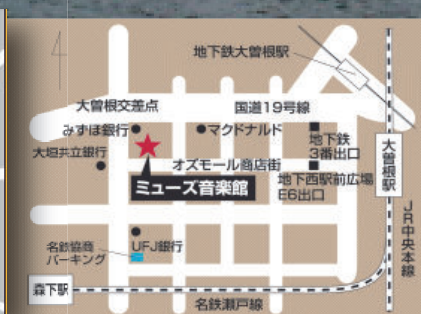 地下鉄大曽根駅
大曽根交差点
国道19号線
みずほ銀行
マクドナルド
地下鉄
3番出口
大垣共立銀行
オズモール商店街
ミューズ音楽館
地下西駅前広場
E6出口
大曽根駅
JR中央本線
名鉄協商
パーキング
UFJ銀行
森下駅
名鉄瀬戸線